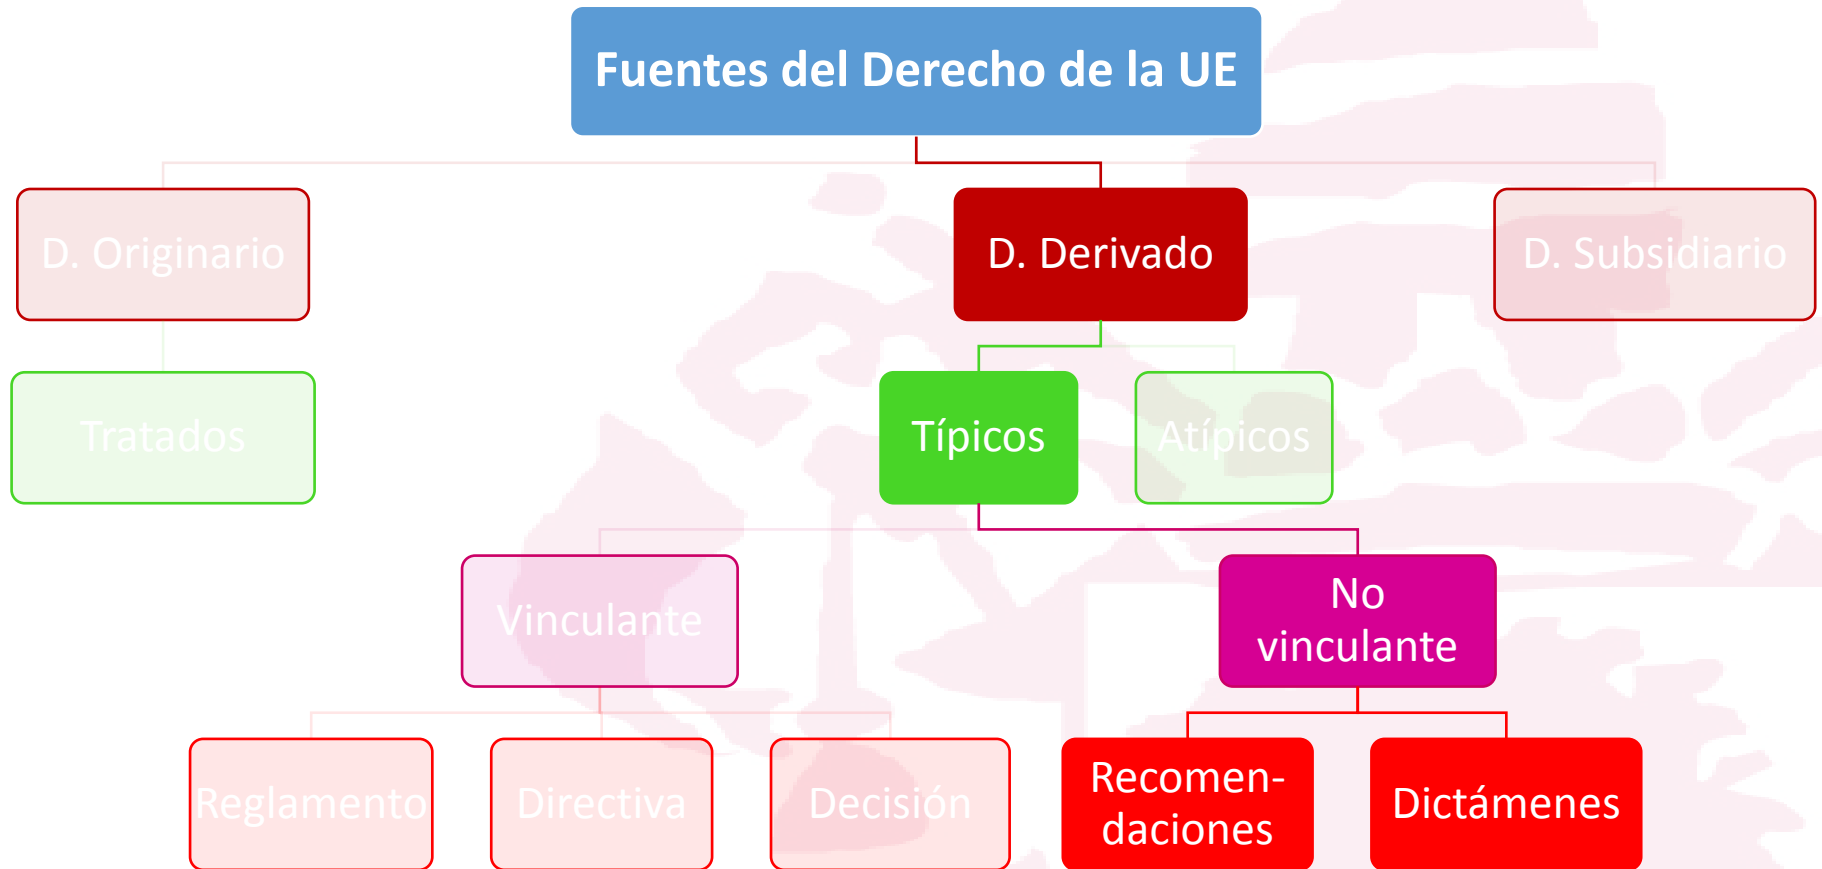 Fuentes del Derecho de la UE
D. Originario
D. Derivado
D. Subsidiario
Tratados
Típicos
Atípicos
Vinculante
No
vinculante
Reglamento
Directiva
Decisión
Recomen-
daciones
Dictámenes